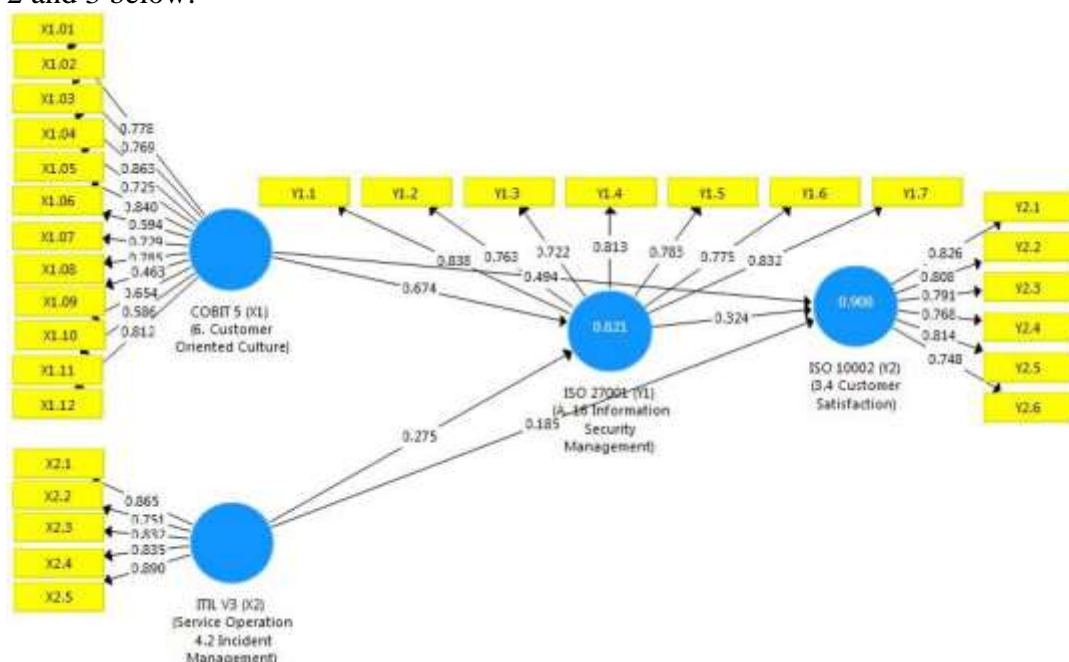 2 and 3 below:
X1.01
X1.02
X1.03
X1.04
X1.05
X1.06
X1.07
X1.08
X1.09
X1.10
X1.11
X1.12
0.778
0.769
0.863
0.725
0.840
0.594
0.729
0.463
0.654
0.586
0.812
COBIT 5 (X1)
(6. Customer
Oriented Culture)
Y1.1
Y1.2
Y1.3
Y1.4
Y1.5
Y1.6
Y1.7
0.838
0.763
0.722
0.813
0.783
0.775
0.832
0.494
0.674
0.821
0.324
ISO 27001 (Y1)
(A. 16 Information
Security
Management)
0.275
0.185
Y2.1
Y2.2
Y2.3
Y2.4
Y2.5
Y2.6
0.826
0.808
0.791
0.768
0.814
0.748
ISO 10002 (Y2)
(3.4 Customer
Satisfaction)
X2.1
X2.2
X2.3
X2.4
X2.5
0.865
0.751
0.832
0.835
0.890
ITIL V3 (X2)
(Service Operation
4.2 Incident
Management)